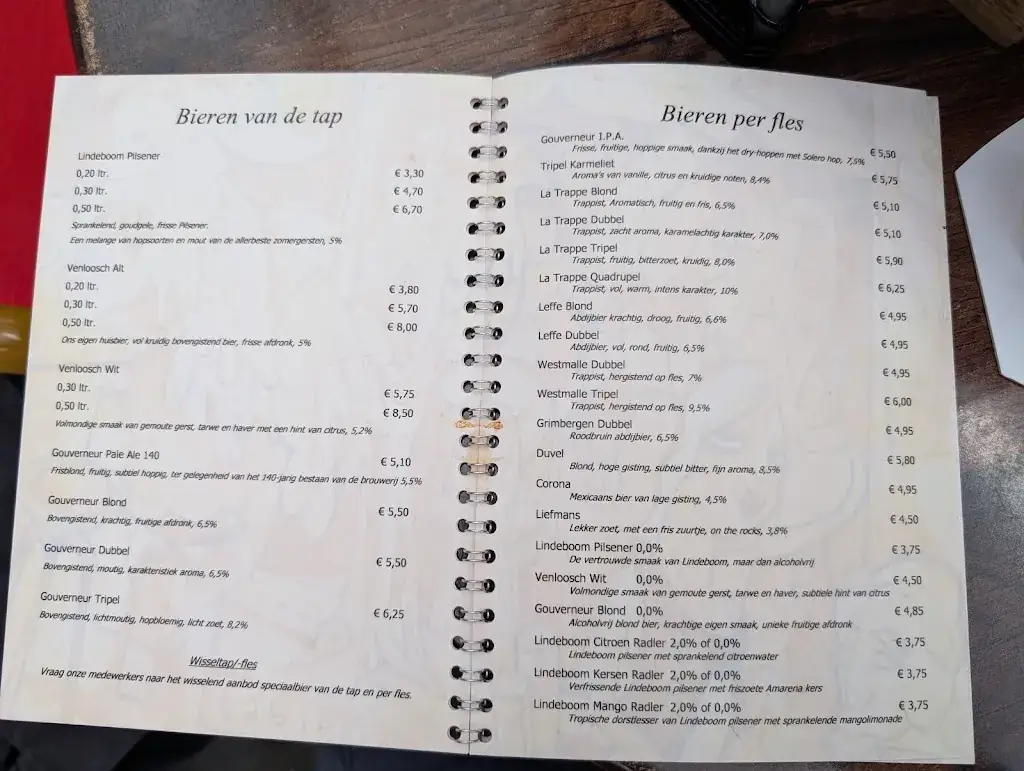 Bieren van de tap
Lindeboom Pilsener
0,20 ltr. € 3,30
0,30 ltr. € 4,70
0,50 ltr. € 6,70
Sprankelend, goudgele, frisse Pilsener.
Een melange van hopsoorten en mout van de allerbeste zomergersten, 5%
Venloosch Alt
0,20 ltr. € 3,80
0,30 ltr. € 5,70
0,50 ltr. € 8,00
Ons eigen huisbier, vol kruidig bovengistend bier, frisse afdronk, 5%
Venloosch Wit
0,30 ltr. € 5,75
0,50 ltr. € 8,50
Volmondige smaak van gemoute gerst, tarwe en haver met een hint van citrus, 5,2%
Gouverneur Pale Ale 140 € 5,10
Frisblond, fruitig, subtiel hoppig, ter gelegenheid van het 140-jarig bestaan van de brouwerij 5,5%
Gouverneur Blond € 5,50
Bovengistend, krachtig, fruitige afdronk, 6,5%
Gouverneur Dubbel € 5,50
Bovengistend, moutig, karakteristiek aroma, 6,5%
Gouverneur Tripel € 6,25
Bovengistend, lichtmoutig, hopbloemig, licht zoet, 8,2%
Wisseltap/-fles
Vraag onze medewerkers naar het wisselend aanbod speciaalbier van de tap en per fles.
Bieren per fles
Gouverneur I.P.A. € 5,50
Frisse, fruitige, hoppige smaak, dankzij het dry-hoppen met Solero hop, 7,5%
Tripel Karmeliet € 5,75
Aroma's van vanille, citrus en kruidige noten, 8,4%
La Trappe Blond € 5,10
Trappist, Aromatisch, fruitig en fris, 6,5%
La Trappe Dubbel € 5,10
Trappist, zacht aroma, karamelachtig karakter, 7,0%
La Trappe Tripel € 5,90
Trappist, fruitig, bitterzoet, kruidig, 8,0%
La Trappe Quadrupel € 6,25
Trappist, vol, warm, intens karakter, 10%
Leffe Blond € 4,95
Abdijbier krachtig, droog, fruitig, 6,6%
Leffe Dubbel € 4,95
Abdijbier, vol, rond, fruitig, 6,5%
Westmalle Dubbel € 4,95
Trappist, hergistend op fles, 7%
Westmalle Tripel € 6,00
Trappist, hergistend op fles, 9,5%
Grimbergen Dubbel € 4,95
Roodbruin abdijbier, 6,5%
Duvel € 5,80
Blond, hoge gisting, subtiel bitter, fijn aroma, 8,5%
Corona € 4,95
Mexicaans bier van lage gisting, 4,5%
Liefmans € 4,50
Lekker zoet, met een fris zuurtje, on the rocks, 3,8%
Lindeboom Pilsener 0,0% € 3,75
De vertrouwde smaak van Lindeboom, maar dan alcoholvrij
Venloosch Wit 0,0% € 4,50
Volmondige smaak van gemoute gerst, tarwe en haver, subtiele hint van citrus
Gouverneur Blond 0,0% € 4,85
Alcoholvrij blond bier, krachtige eigen smaak, unieke fruitige afdronk
Lindeboom Citroen Radler 2,0% of 0,0% € 3,75
Lindeboom pilsener met sprankelend citroenwater
Lindeboom Kersen Radler 2,0% of 0,0% € 3,75
Verfrissende Lindeboom pilsener met friszoete Amarena kers
Lindeboom Mango Radler 2,0% of 0,0% € 3,75
Tropische dorstlesser van Lindeboom pilsener met sprankelende mangolimonade